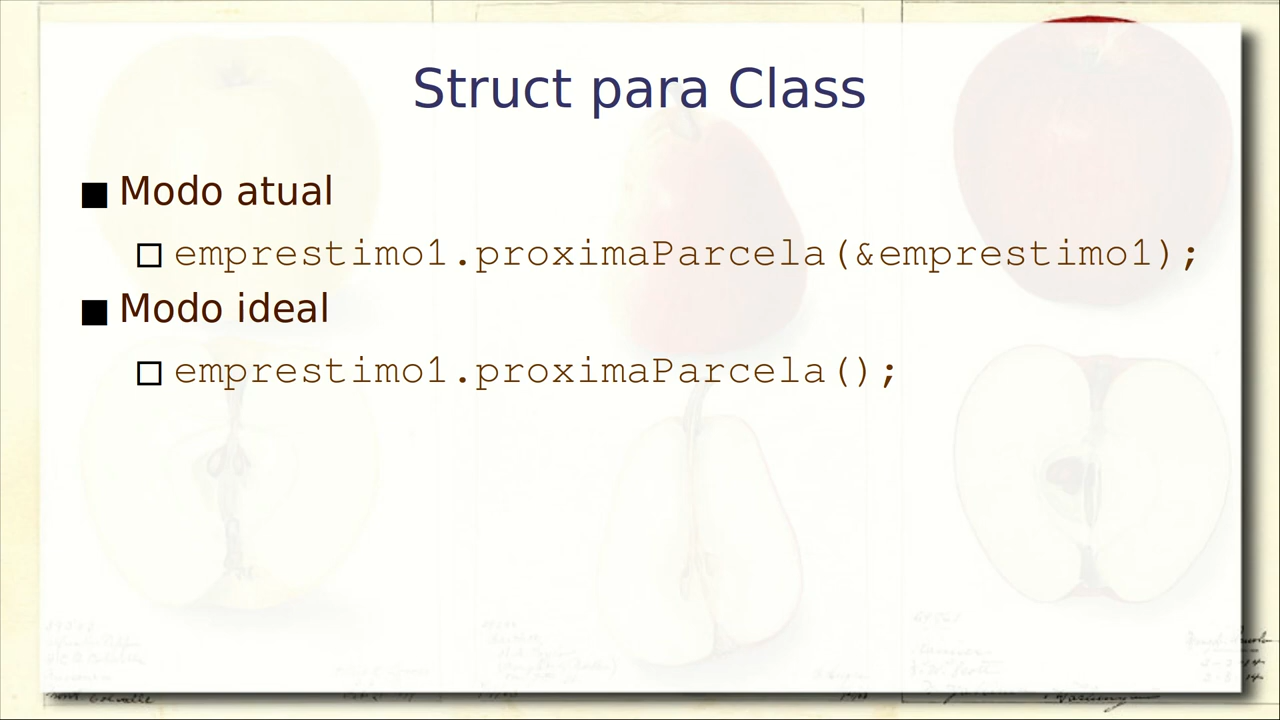 Struct para Class
Modo atual
emprestimo1.proximaParcela(&emprestimo1);
Modo ideal
emprestimo1.proximaParcela();